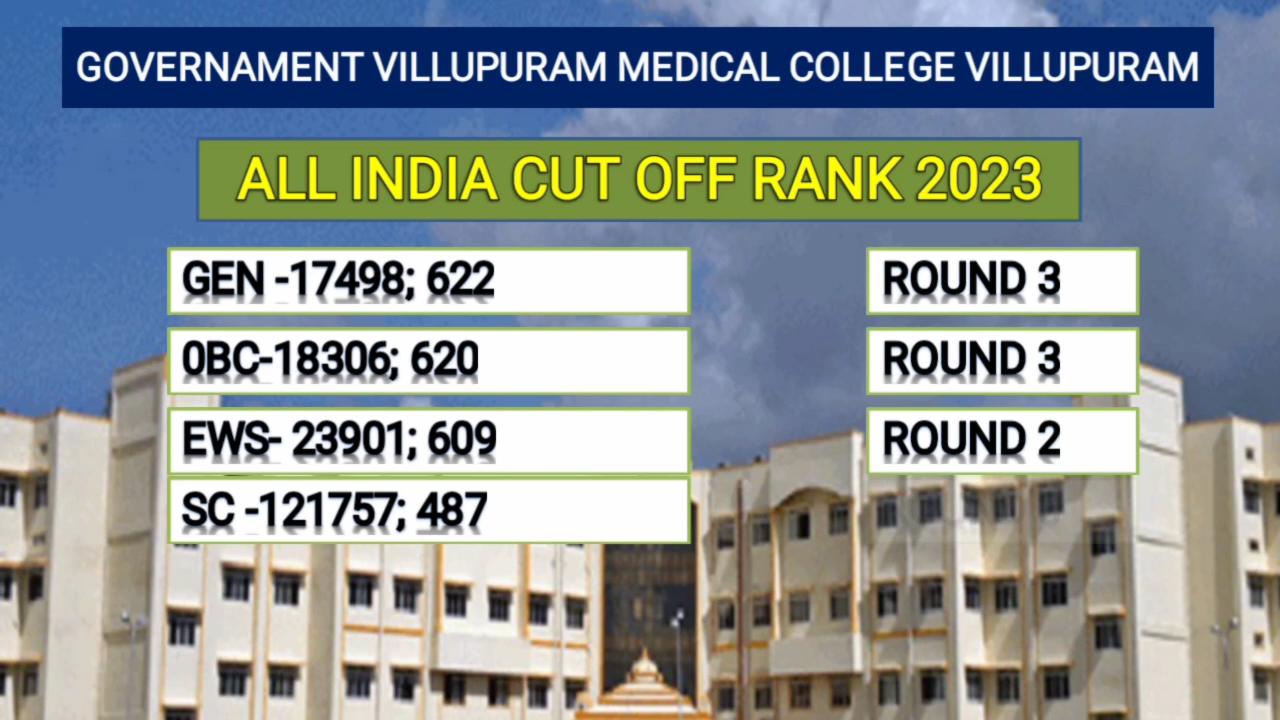 GOVERNAMENT VILLUPURAM MEDICAL COLLEGE VILLUPURAM
ALL INDIA CUT OFF RANK 2023
GEN -17498; 622 ROUND 3
0BC-18306; 620 ROUND 3
EWS- 23901; 609 ROUND 2
SC -121757; 487